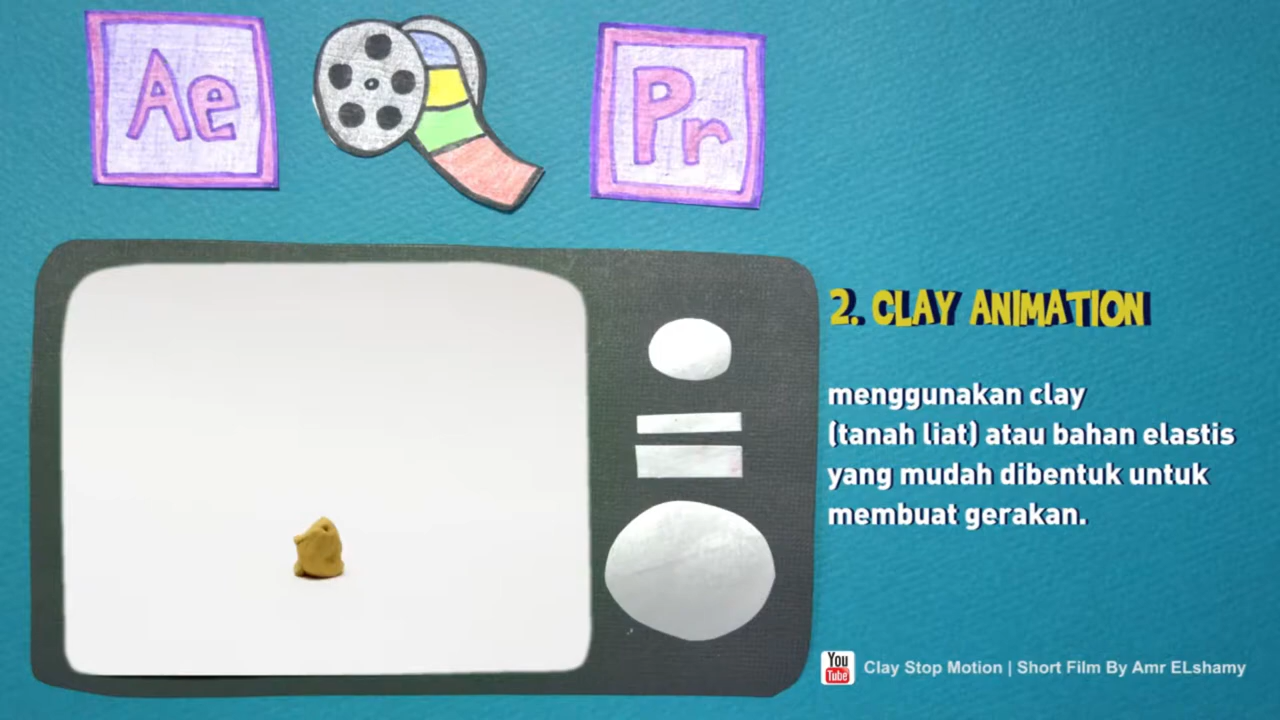 Ae
Pr
2. CLAY ANIMATION
menggunakan clay
(tanah liat) atau bahan elastis
yang mudah dibentuk untuk
membuat gerakan.
You
Tube
Clay Stop Motion | Short Film By Amr ELshamy